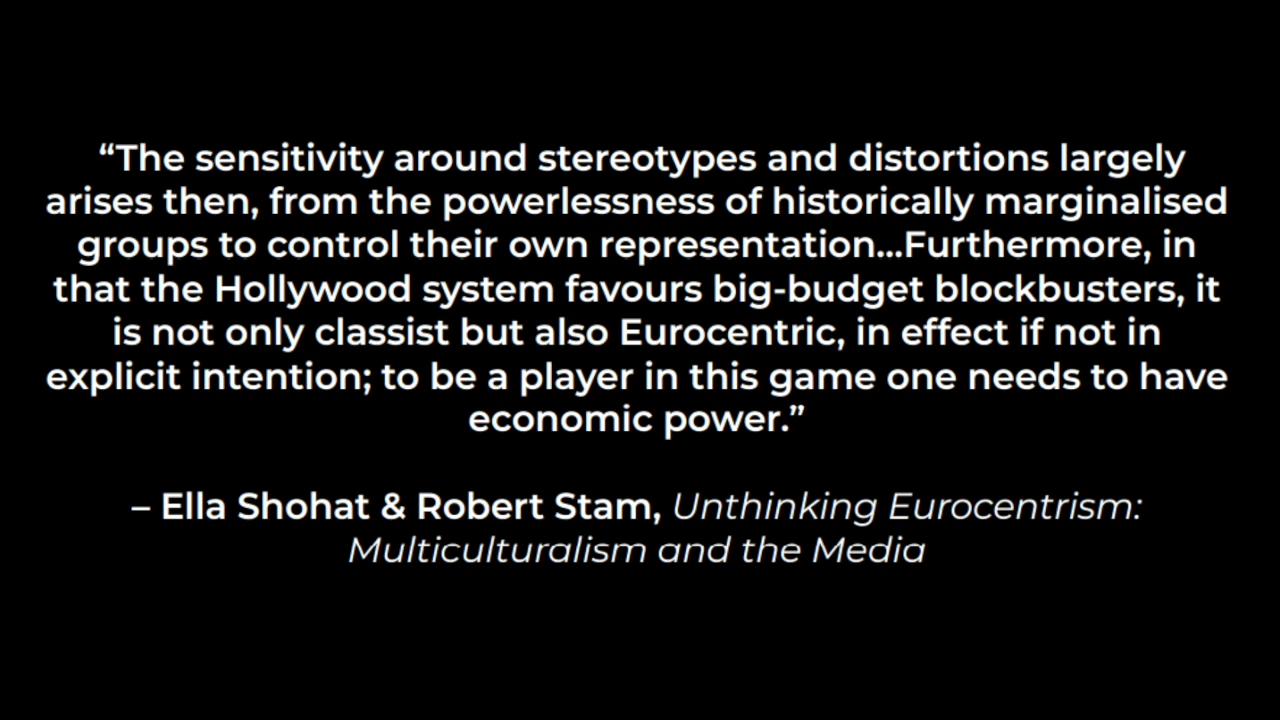 “The sensitivity around stereotypes and distortions largely
arises then, from the powerlessness of historically marginalised
groups to control their own representation...Furthermore, in
that the Hollywood system favours big-budget blockbusters, it
is not only classist but also Eurocentric, in effect if not in
explicit intention; to be a player in this game one needs to have
economic power.”
– Ella Shohat & Robert Stam, Unthinking Eurocentrism:
Multiculturalism and the Media